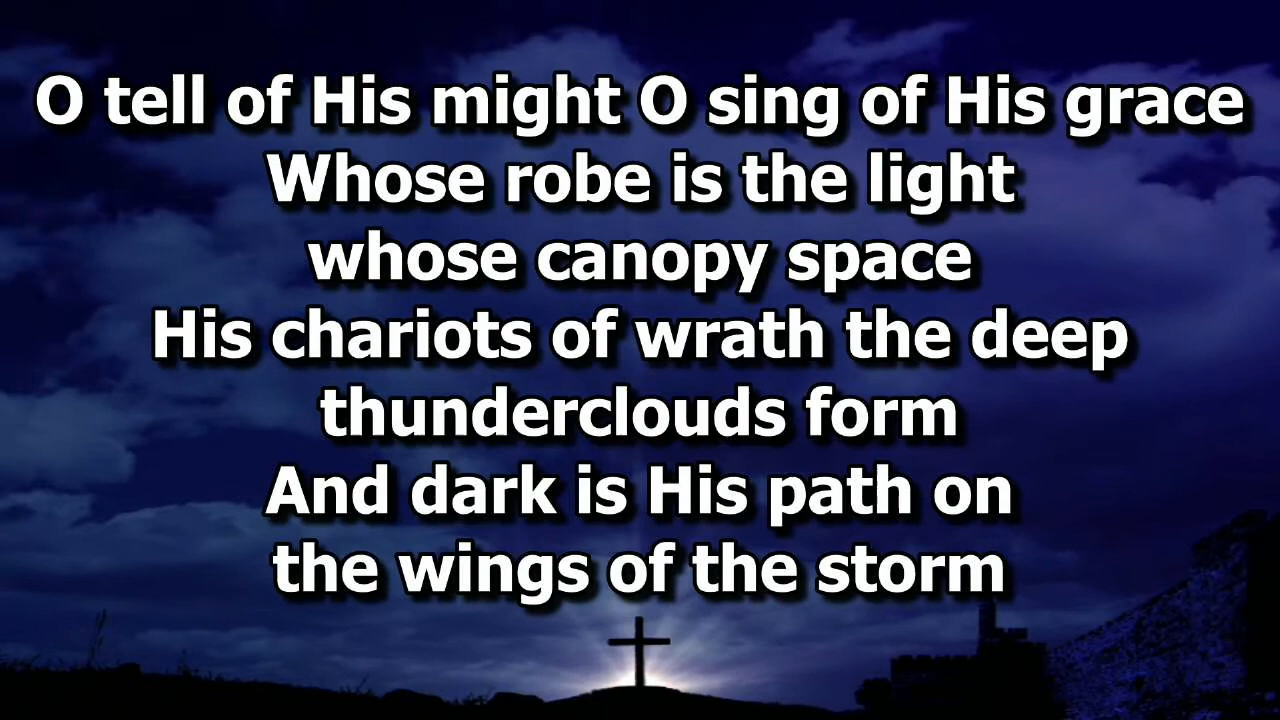 O tell of His might O sing of His grace
Whose robe is the light
whose canopy space
His chariots of wrath the deep
thunderclouds form
And dark is His path on
the wings of the storm